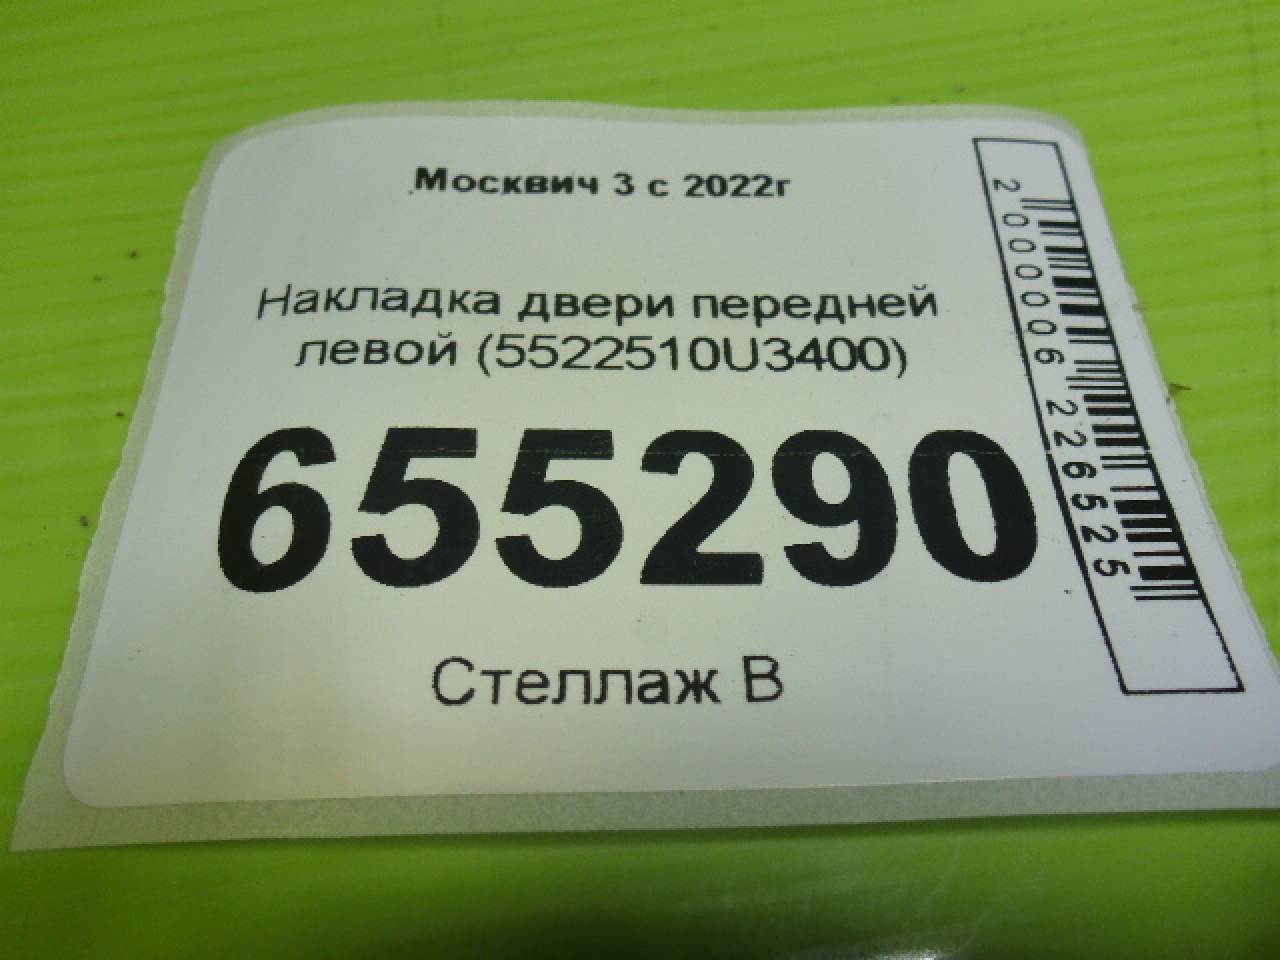 Москвич 3 с 2022г
Накладка двери передней
левой (5522510U3400)
655290
Стеллаж В
2000006226525